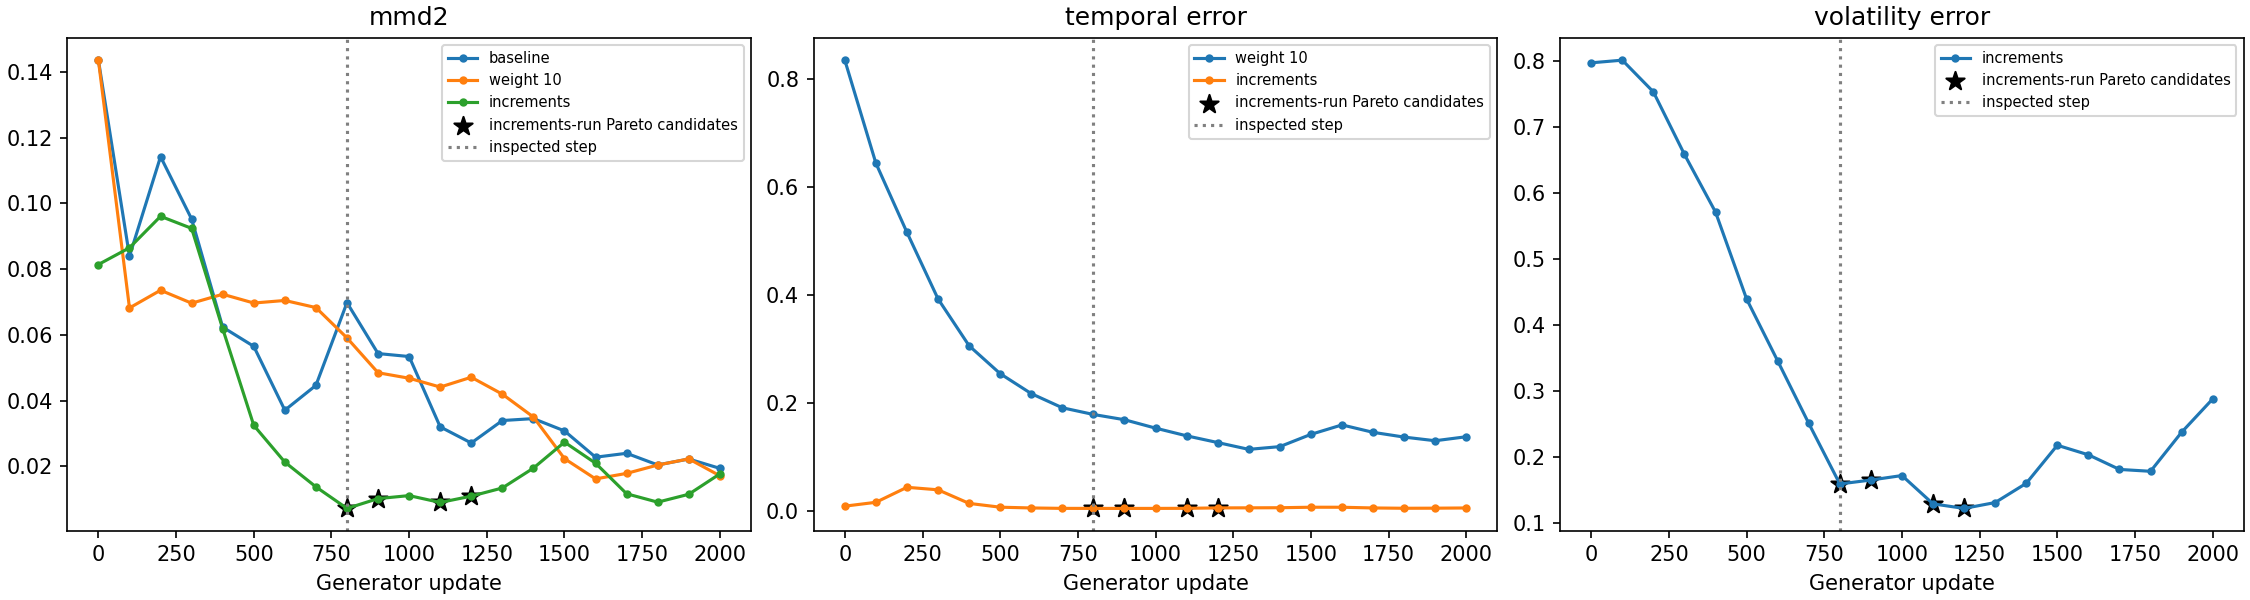 mmd2
0.14
0.12
0.10
0.08
0.06
0.04
0.02
baseline
weight 10
increments
increments-run Pareto candidates
inspected step
0 250 500 750 1000 1250 1500 1750 2000
Generator update
temporal error
0.8
0.6
0.4
0.2
0.0
weight 10
increments
increments-run Pareto candidates
inspected step
0 250 500 750 1000 1250 1500 1750 2000
Generator update
volatility error
0.8
0.7
0.6
0.5
0.4
0.3
0.2
0.1
increments
increments-run Pareto candidates
inspected step
0 250 500 750 1000 1250 1500 1750 2000
Generator update